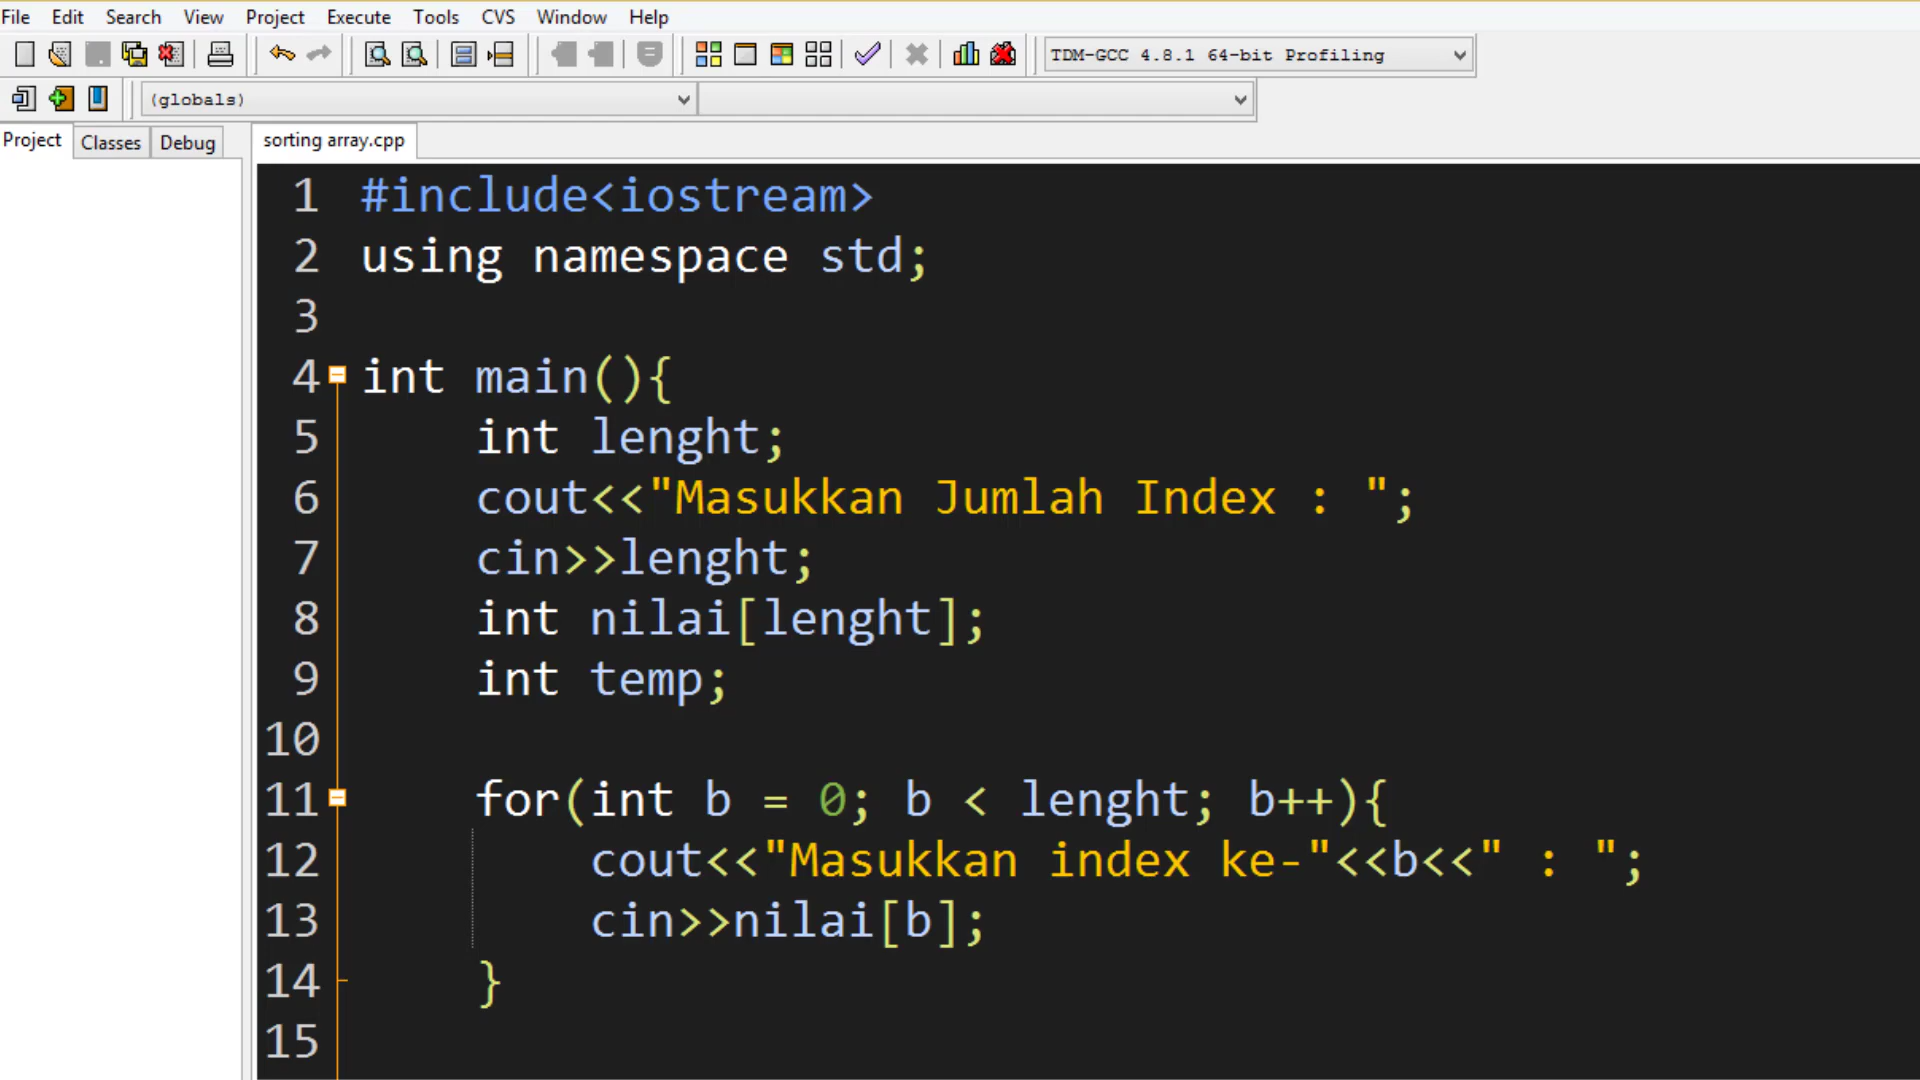 File Edit Search View Project Execute Tools CVS Window Help
TDM-GCC 4.8.1 64-bit Profiling
(globals)
Project Classes Debug
sorting array.cpp
1 #include<iostream>
2 using namespace std;
3
4 int main(){
5 int lenght;
6 cout<<"Masukkan Jumlah Index : ";
7 cin>>lenght;
8 int nilai[lenght];
9 int temp;
10
11 for(int b = 0; b < lenght; b++){
12 cout<<"Masukkan index ke-"<<b<<" : ";
13 cin>>nilai[b];
14 }
15